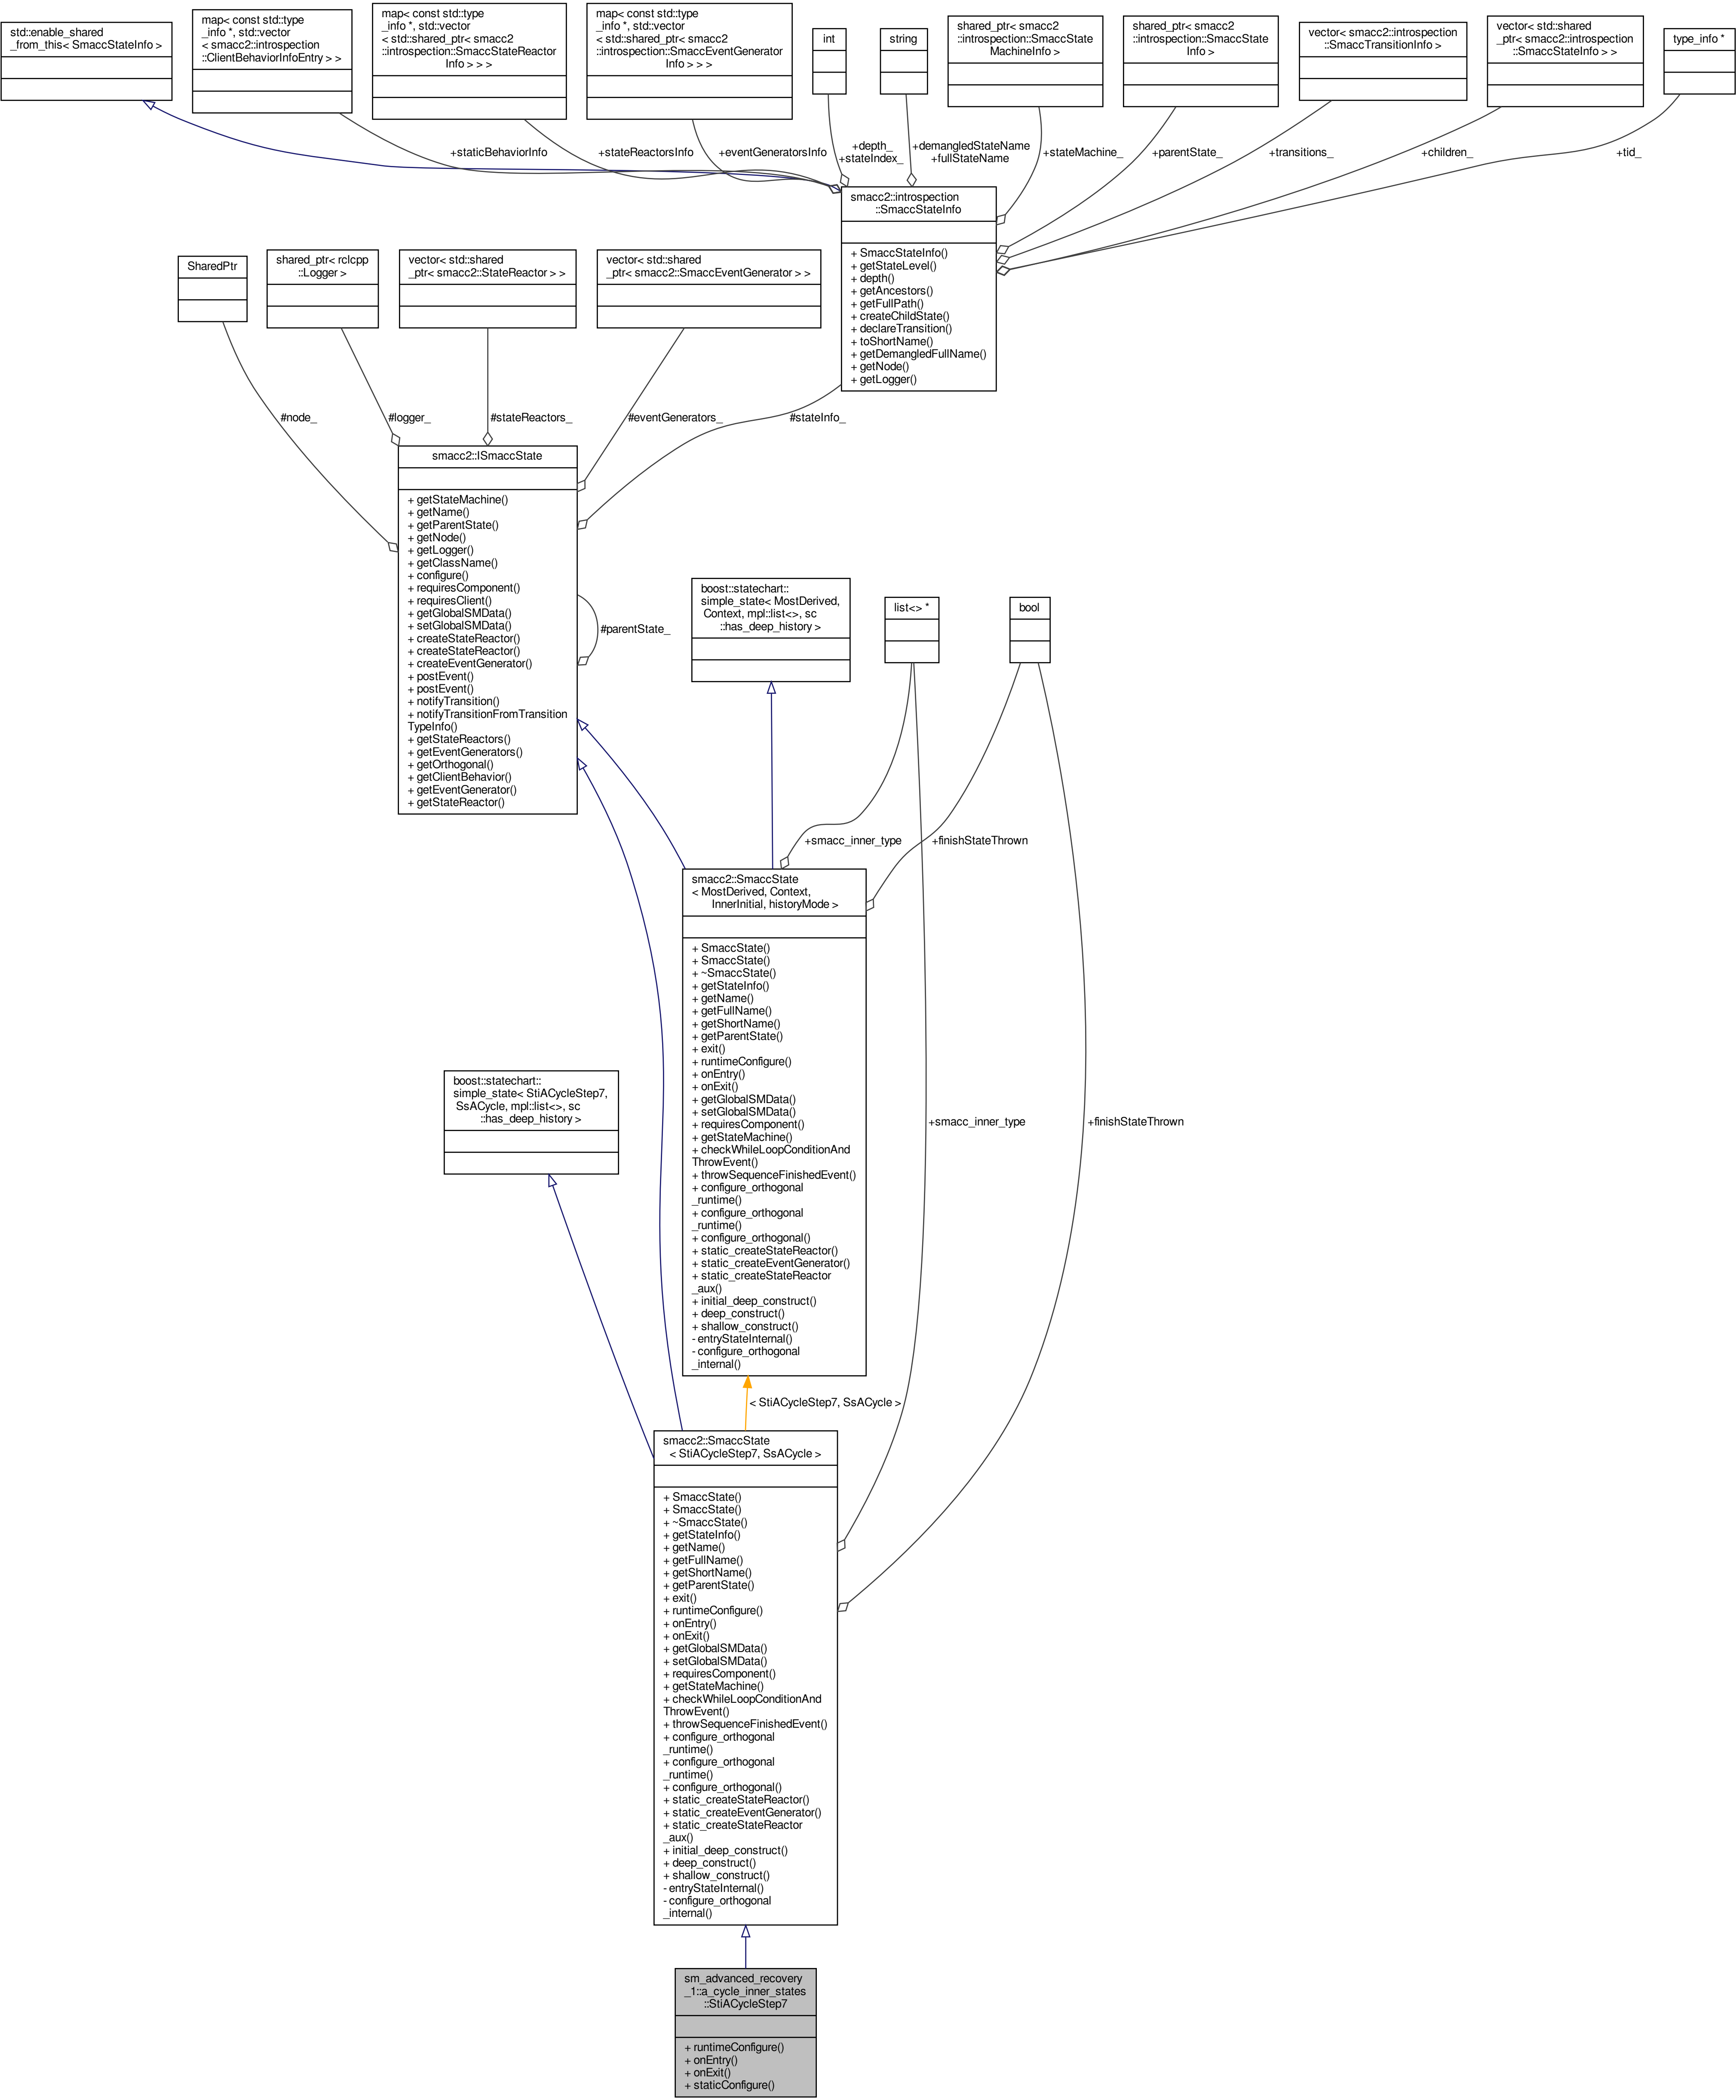 std::enable_shared
_from_this< SmaccStateInfo >
map< const std::type
_info *, std::vector
< smacc2::introspection
::ClientBehaviorInfoEntry > >
map< const std::type
_info *, std::vector
< std::shared_ptr< smacc2
::introspection::SmaccStateReactor
Info > > >
map< const std::type
_info *, std::vector
< std::shared_ptr< smacc2
::introspection::SmaccEventGenerator
Info > > >
int
string
shared_ptr< smacc2
::introspection::SmaccState
MachineInfo >
shared_ptr< smacc2
::introspection::SmaccState
Info >
vector< smacc2::introspection
::SmaccTransitionInfo >
vector< std::shared
_ptr< smacc2::introspection
::SmaccStateInfo > >
type_info *
+staticBehaviorInfo
+stateReactorsInfo
+eventGeneratorsInfo
+depth_
+stateIndex_
+demangledStateName
+fullStateName
+stateMachine_
+parentState_
+transitions_
+children_
+tid_
smacc2::introspection
::SmaccStateInfo
+ SmaccStateInfo()
+ getStateLevel()
+ depth()
+ getAncestors()
+ getFullPath()
+ createChildState()
+ declareTransition()
+ toShortName()
+ getDemangledFullName()
+ getNode()
+ getLogger()
SharedPtr
shared_ptr< rclcpp
::Logger >
vector< std::shared
_ptr< smacc2::StateReactor > >
vector< std::shared
_ptr< smacc2::SmaccEventGenerator > >
#node_
#logger_
#stateReactors_
#eventGenerators_
#stateInfo_
smacc2::ISmaccState
+ getStateMachine()
+ getName()
+ getParentState()
+ getNode()
+ getLogger()
+ getClassName()
+ configure()
+ requiresComponent()
+ requiresClient()
+ getGlobalSMData()
+ setGlobalSMData()
+ createStateReactor()
+ createStateReactor()
+ createEventGenerator()
+ postEvent()
+ postEvent()
+ notifyTransition()
+ notifyTransitionFromTransition
TypeInfo()
+ getStateReactors()
+ getEventGenerators()
+ getOrthogonal()
+ getClientBehavior()
+ getEventGenerator()
+ getStateReactor()
#parentState_
boost::statechart::
simple_state< MostDerived,
Context, mpl::list<>, sc
::has_deep_history >
list<> *
bool
+smacc_inner_type
+finishStateThrown
smacc2::SmaccState
< MostDerived, Context,
InnerInitial, historyMode >
+ SmaccState()
+ SmaccState()
+ ~SmaccState()
+ getStateInfo()
+ getName()
+ getFullName()
+ getShortName()
+ getParentState()
+ exit()
+ runtimeConfigure()
+ onEntry()
+ onExit()
+ getGlobalSMData()
+ setGlobalSMData()
+ requiresComponent()
+ getStateMachine()
+ checkWhileLoopConditionAnd
ThrowEvent()
+ throwSequenceFinishedEvent()
+ configure_orthogonal
_runtime()
+ configure_orthogonal
_runtime()
+ configure_orthogonal()
+ static_createStateReactor()
+ static_createEventGenerator()
+ static_createStateReactor
_aux()
+ initial_deep_construct()
+ deep_construct()
+ shallow_construct()
- entryStateInternal()
- configure_orthogonal
_internal()
boost::statechart::
simple_state< StiACycleStep7,
SsACycle, mpl::list<>, sc
::has_deep_history >
+smacc_inner_type
+finishStateThrown
< StiACycleStep7, SsACycle >
smacc2::SmaccState
< StiACycleStep7, SsACycle >
+ SmaccState()
+ SmaccState()
+ ~SmaccState()
+ getStateInfo()
+ getName()
+ getFullName()
+ getShortName()
+ getParentState()
+ exit()
+ runtimeConfigure()
+ onEntry()
+ onExit()
+ getGlobalSMData()
+ setGlobalSMData()
+ requiresComponent()
+ getStateMachine()
+ checkWhileLoopConditionAnd
ThrowEvent()
+ throwSequenceFinishedEvent()
+ configure_orthogonal
_runtime()
+ configure_orthogonal
_runtime()
+ configure_orthogonal()
+ static_createStateReactor()
+ static_createEventGenerator()
+ static_createStateReactor
_aux()
+ initial_deep_construct()
+ deep_construct()
+ shallow_construct()
- entryStateInternal()
- configure_orthogonal
_internal()
sm_advanced_recovery
_1::a_cycle_inner_states
::StiACycleStep7
+ runtimeConfigure()
+ onEntry()
+ onExit()
+ staticConfigure()